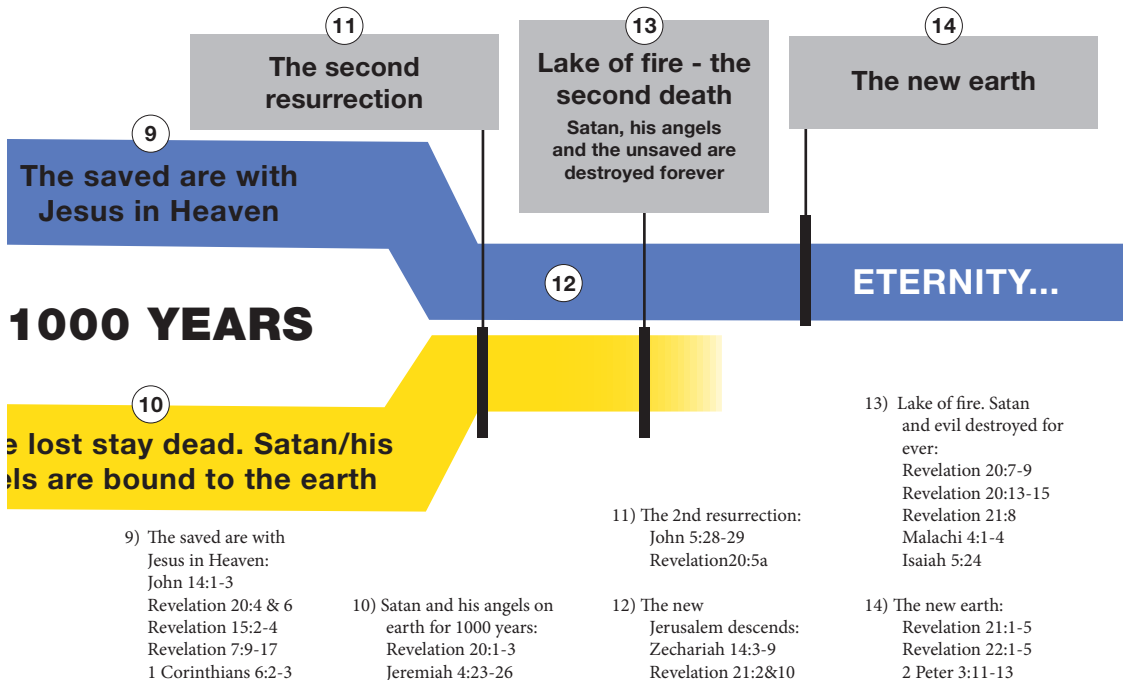 11
The second
resurrection
13
Lake of fire - the
second death
Satan, his angels
and the unsaved are
destroyed forever
14
The new earth
9
The saved are with
Jesus in Heaven
12
ETERNITY...
1000 YEARS
10
e lost stay dead. Satan/his
els are bound to the earth
9) The saved are with
Jesus in Heaven:
John 14:1-3
Revelation 20:4 & 6
Revelation 15:2-4
Revelation 7:9-17
1 Corinthians 6:2-3
10) Satan and his angels on
earth for 1000 years:
Revelation 20:1-3
Jeremiah 4:23-26
11) The 2nd resurrection:
John 5:28-29
Revelation20:5a
12) The new
Jerusalem descends:
Zechariah 14:3-9
Revelation 21:2&10
13) Lake of fire. Satan
and evil destroyed for
ever:
Revelation 20:7-9
Revelation 20:13-15
Revelation 21:8
Malachi 4:1-4
Isaiah 5:24
14) The new earth:
Revelation 21:1-5
Revelation 22:1-5
2 Peter 3:11-13